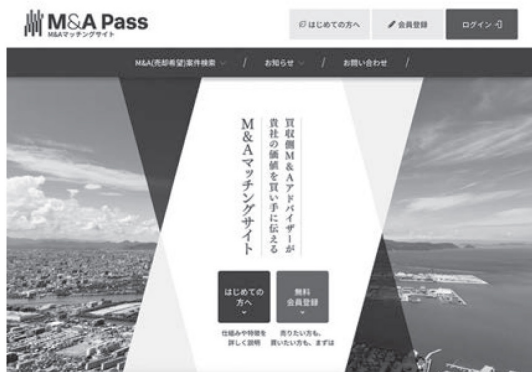 M&A Pass
M&Aマッチングサイト
はじめての方へ
会員登録
ログイン
M&A(売却希望)案件検索
お知らせ
お問い合わせ
買収側M&Aアドバイザーが
貴社の価値を買い手に伝える
M&Aマッチングサイト
はじめての
方へ
無料
会員登録
仕組みや特徴を
詳しく説明
売りたい方も、
買いたい方も、まずは